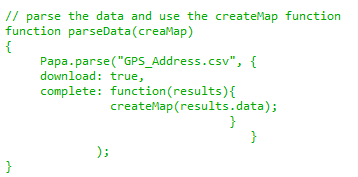 // parse the data and use the createMap function
function parseData(creaMap)
{
Papa.parse("GPS_Address.csv", {
download: true,
complete: function(results){
createMap(results.data);
}
}
);
}